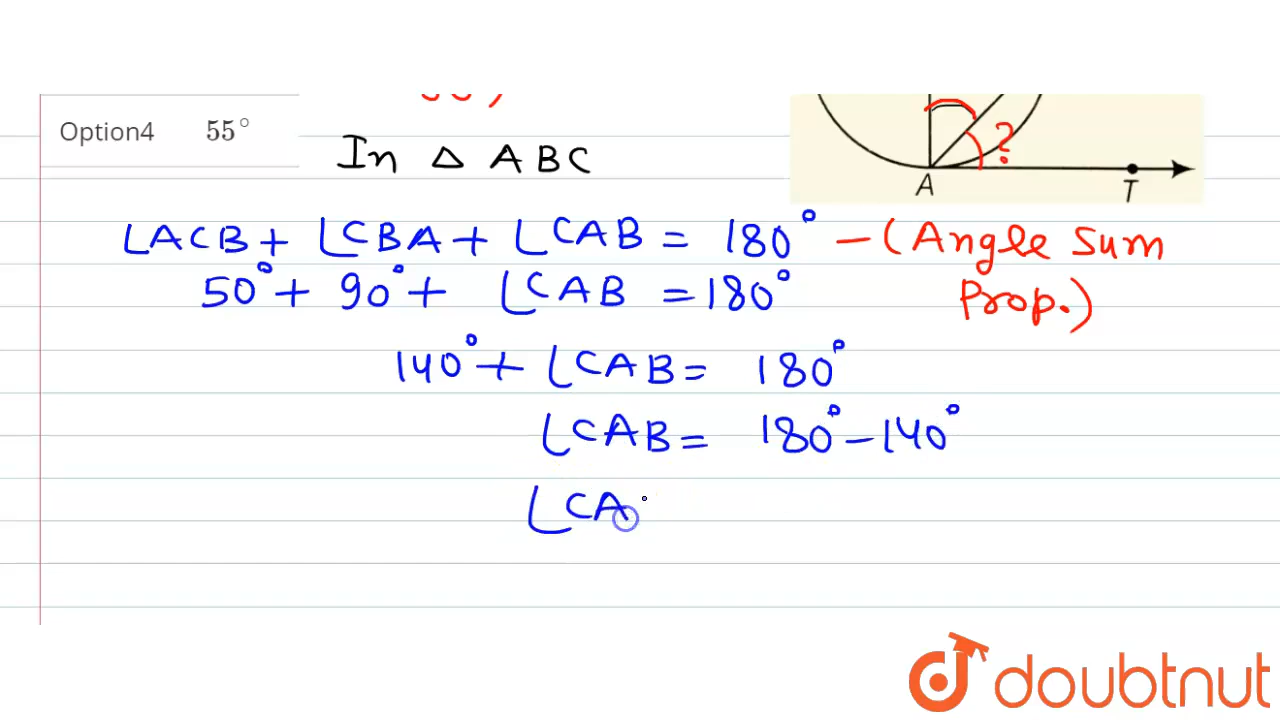 Option4 55°
In △ ABC
?
A
T
∠ACB + ∠CBA + ∠CAB = 180° - (Angle Sum Prop.)
50° + 90° + ∠CAB = 180°
140° + ∠CAB = 180°
∠CAB = 180° - 140°
∠CA
doubtnut